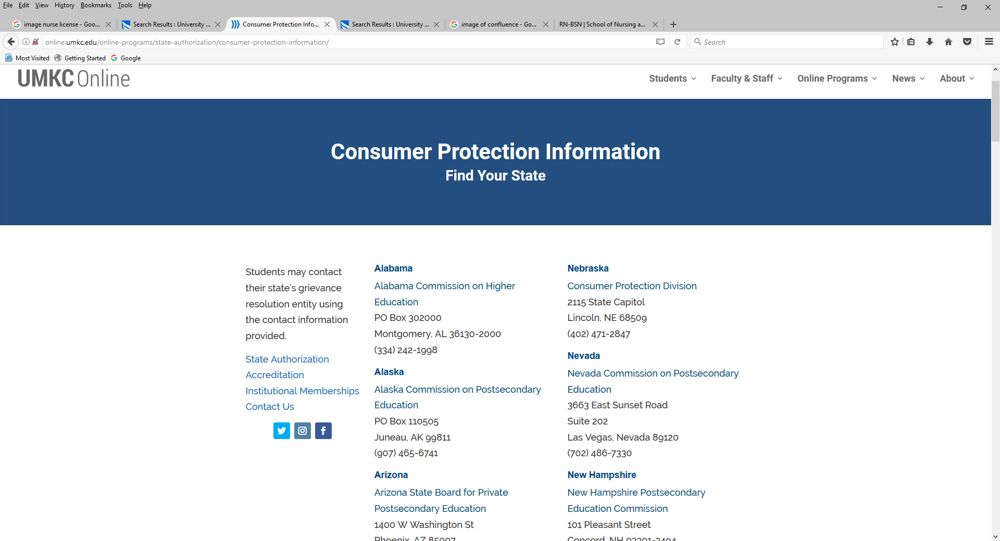 File Edit View History Bookmarks Tools Help
image nurse license - Goo...
Search Results : University ...
Consumer Protection Info...
Search Results : University ...
image of confluence - Go...
RN-BSN | School of Nursing a...
online.umkc.edu/online-programs/state-authorization/consumer-protection-information/
Search
Most Visited Getting Started Google
UMKC Online
Students Faculty & Staff Online Programs News About
Consumer Protection Information
Find Your State
Students may contact
their state's grievance
resolution entity using
the contact information
provided.
State Authorization
Accreditation
Institutional Memberships
Contact Us
Alabama
Alabama Commission on Higher
Education
PO Box 302000
Montgomery, AL 36130-2000
(334) 242-1998
Alaska
Alaska Commission on Postsecondary
Education
PO Box 110505
Juneau, AK 99811
(907) 465-6741
Arizona
Arizona State Board for Private
Postsecondary Education
1400 W Washington St
Phoenix, AZ 85007
Nebraska
Consumer Protection Division
2115 State Capitol
Lincoln, NE 68509
(402) 471-2847
Nevada
Nevada Commission on Postsecondary
Education
3663 East Sunset Road
Suite 202
Las Vegas, Nevada 89120
(702) 486-7330
New Hampshire
New Hampshire Postsecondary
Education Commission
101 Pleasant Street
Concord, NH